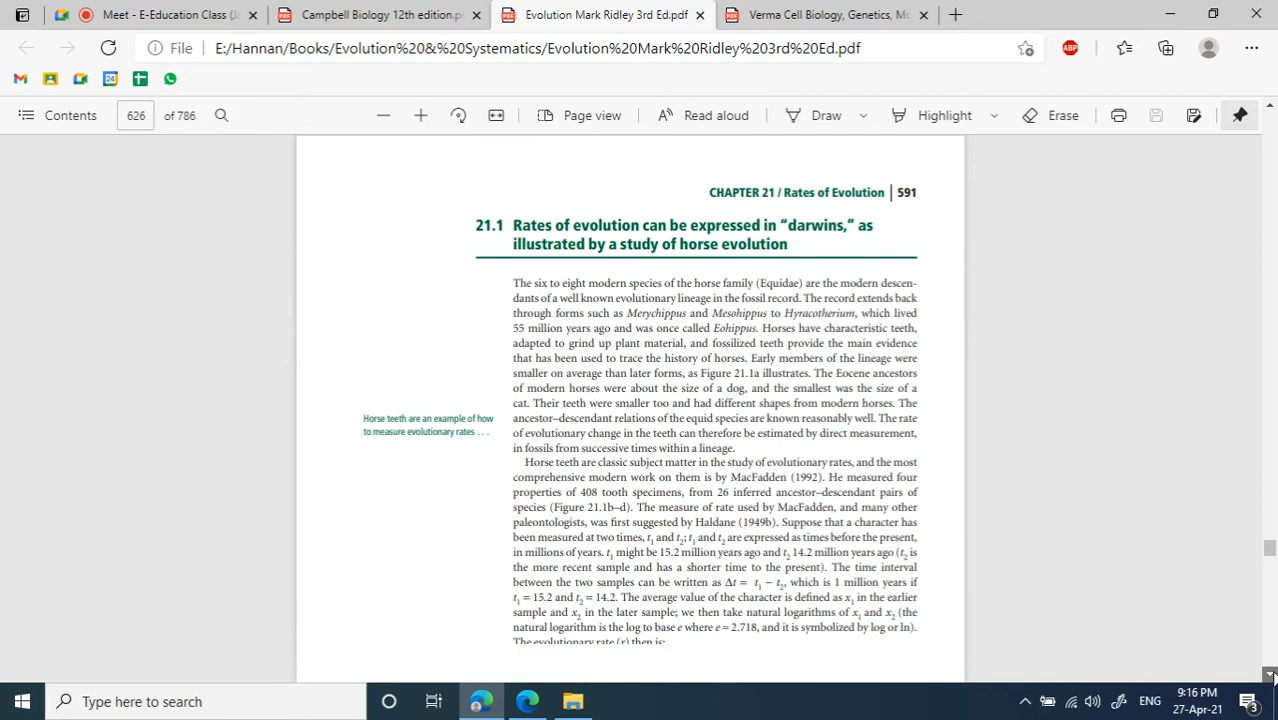 Meet - E-Education Class (Ja
Campbell Biology 12th edition.p
Evolution Mark Ridley 3rd Ed.pdf
Verma Cell Biology, Genetics, Mo
File
E:/Hannan/Books/Evolution%20&%20Systematics/Evolution%20Mark%20Ridley%203rd%20Ed.pdf
ABP
24
Contents
626
of 786
Page view
Read aloud
Draw
Highlight
Erase
CHAPTER 21 / Rates of Evolution | 591
21.1 Rates of evolution can be expressed in “darwins,” as
illustrated by a study of horse evolution
The six to eight modern species of the horse family (Equidae) are the modern descen-
dants of a well known evolutionary lineage in the fossil record. The record extends back
through forms such as Merychippus and Mesohippus to Hyracotherium, which lived
55 million years ago and was once called Eohippus. Horses have characteristic teeth,
adapted to grind up plant material, and fossilized teeth provide the main evidence
that has been used to trace the history of horses. Early members of the lineage were
smaller on average than later forms, as Figure 21.1a illustrates. The Eocene ancestors
of modern horses were about the size of a dog, and the smallest was the size of a
cat. Their teeth were smaller too and had different shapes from modern horses. The
ancestor–descendant relations of the equid species are known reasonably well. The rate
of evolutionary change in the teeth can therefore be estimated by direct measurement,
in fossils from successive times within a lineage.
Horse teeth are an example of how
to measure evolutionary rates . . .
Horse teeth are classic subject matter in the study of evolutionary rates, and the most
comprehensive modern work on them is by MacFadden (1992). He measured four
properties of 408 tooth specimens, from 26 inferred ancestor–descendant pairs of
species (Figure 21.1b–d). The measure of rate used by MacFadden, and many other
paleontologists, was first suggested by Haldane (1949b). Suppose that a character has
been measured at two times, t₁ and t₂; t₁ and t₂ are expressed as times before the present,
in millions of years. t₁ might be 15.2 million years ago and t₂ 14.2 million years ago (t₂ is
the more recent sample and has a shorter time to the present). The time interval
between the two samples can be written as Δt = t₁ − t₂, which is 1 million years if
t₁ = 15.2 and t₂ = 14.2. The average value of the character is defined as x₁ in the earlier
sample and x₂ in the later sample; we then take natural logarithms of x₁ and x₂ (the
natural logarithm is the log to base e where e = 2.718, and it is symbolized by log or ln).
The evolutionary rate (r) then is:
Type here to search
ENG
9:16 PM
27-Apr-21
3